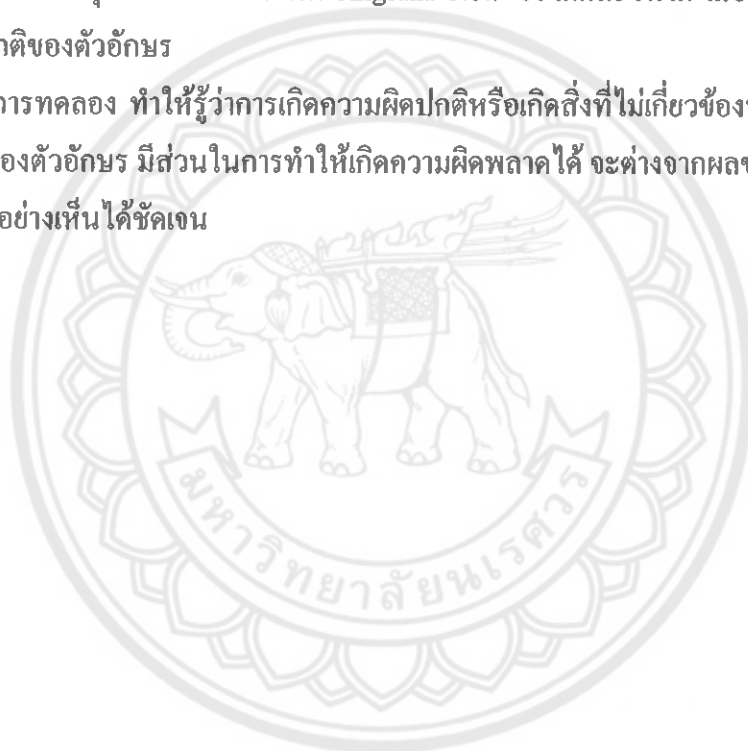 าติของตัวอักษร
การทดลอง ทำให้รู้ว่าการเกิดความผิดปกติหรือเกิดสิ่งที่ไม่เกี่ยวข้อง
องตัวอักษร มีส่วนในการทำให้เกิดความผิดพลาดได้ จะต่างจากผล
อย่างเห็นได้ชัดเจน
มหาวิทยาลัยนเรศวร